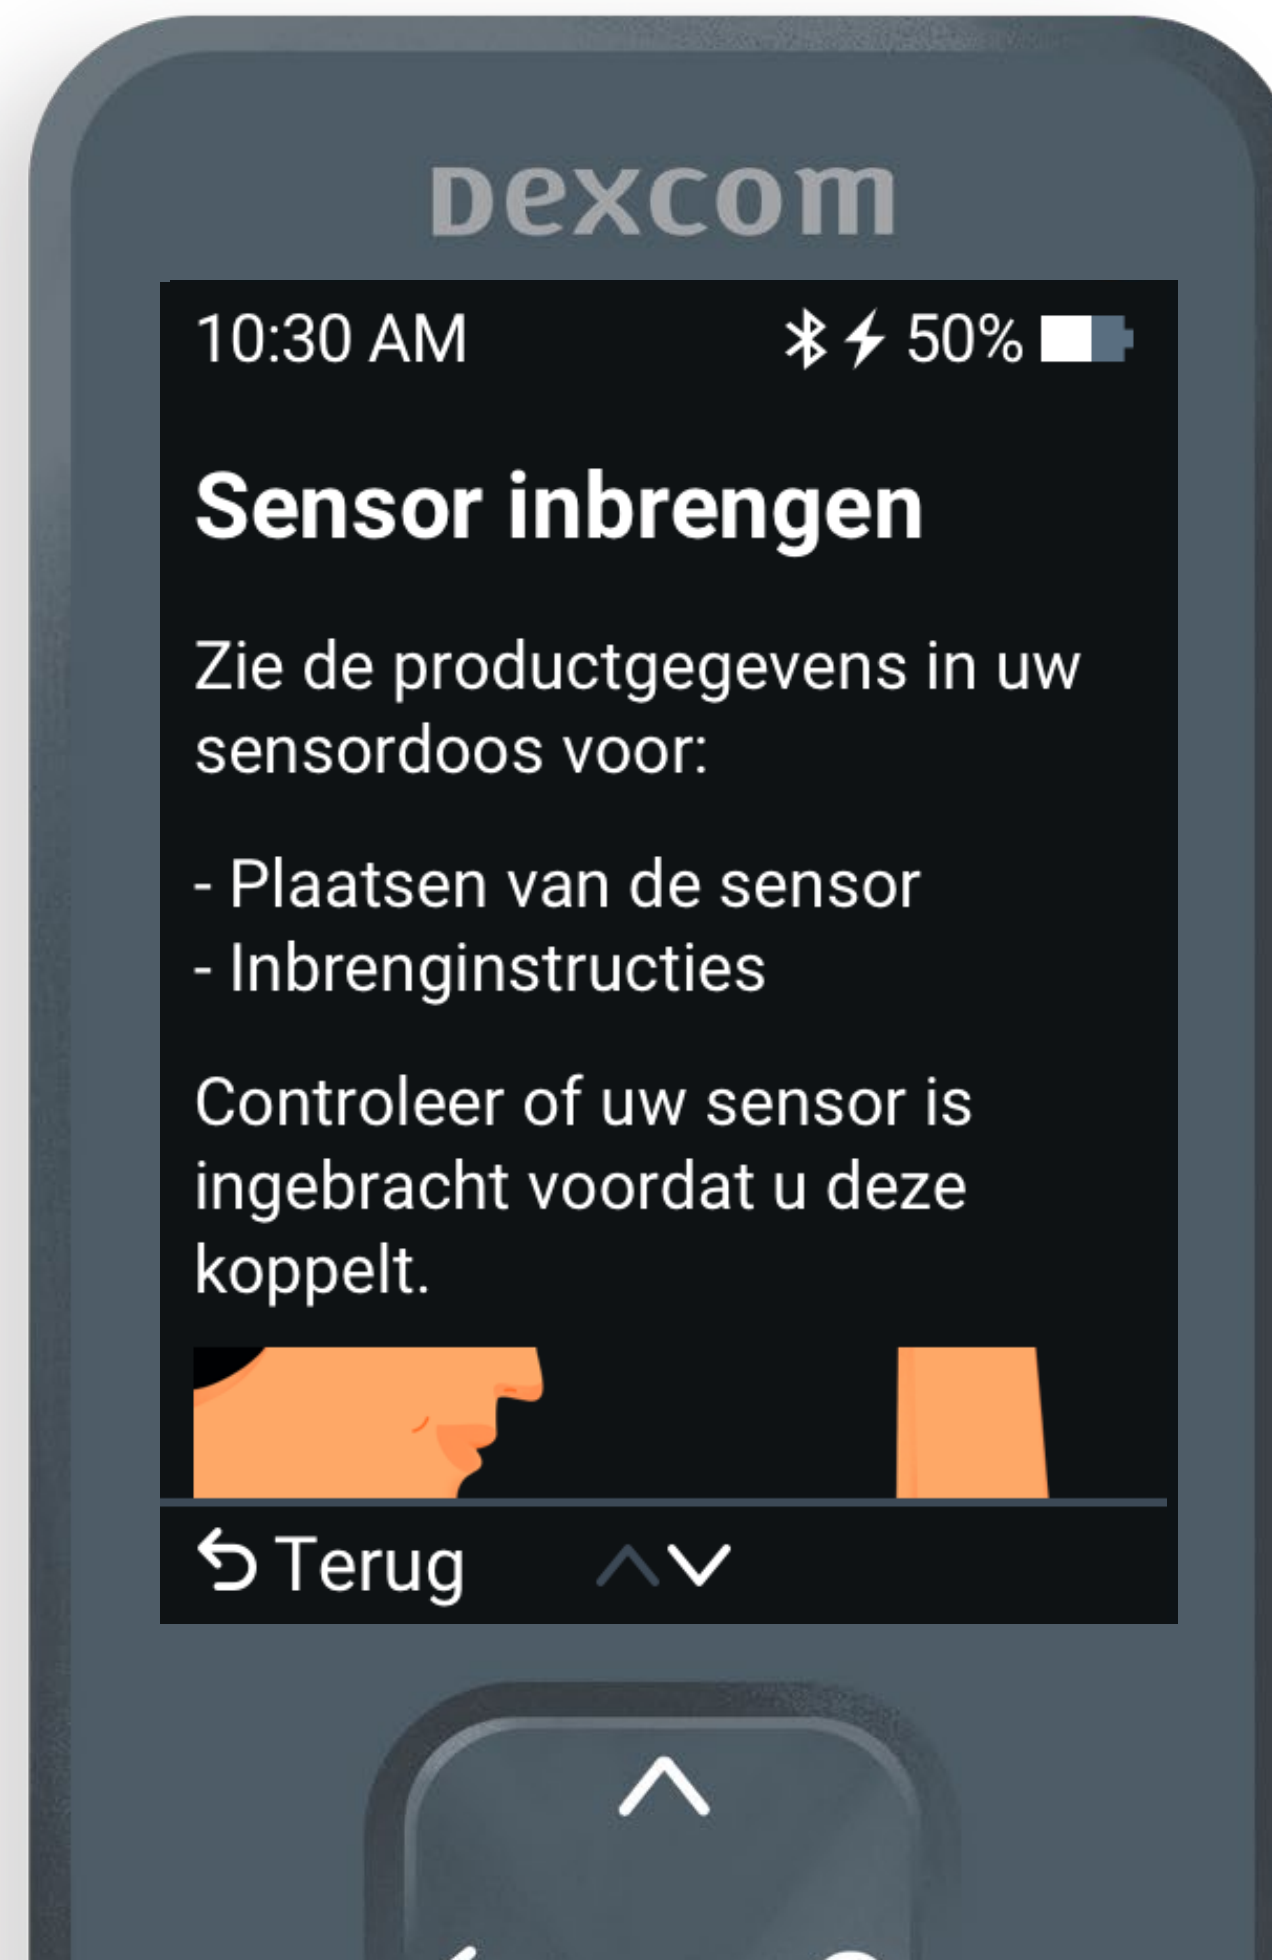 Dexcom
10:30 AM 50%
Sensor inbrengen
Zie de productgegevens in uw
sensordoos voor:
- Plaatsen van de sensor
- Inbrenginstructies
Controleer of uw sensor is
ingebracht voordat u deze
koppelt.
Terug